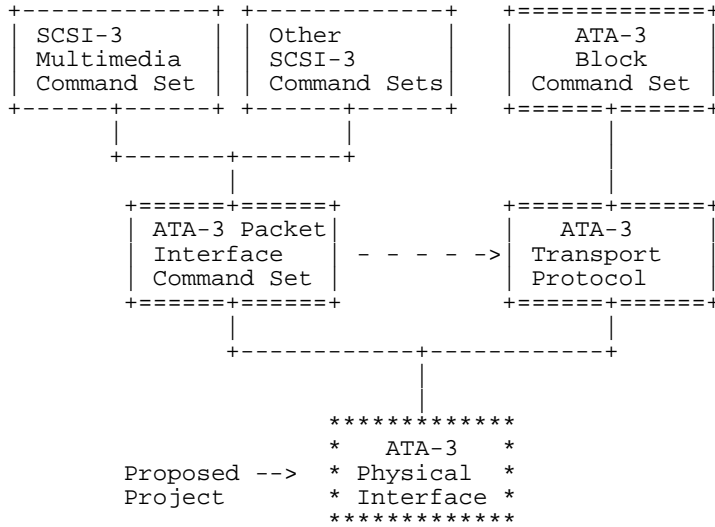 SCSI-3
Multimedia
Command Set
Other
SCSI-3
Command Sets
ATA-3
Block
Command Set
ATA-3 Packet
Interface
Command Set
ATA-3
Transport
Protocol
Proposed -->
Project
ATA-3
Physical
Interface